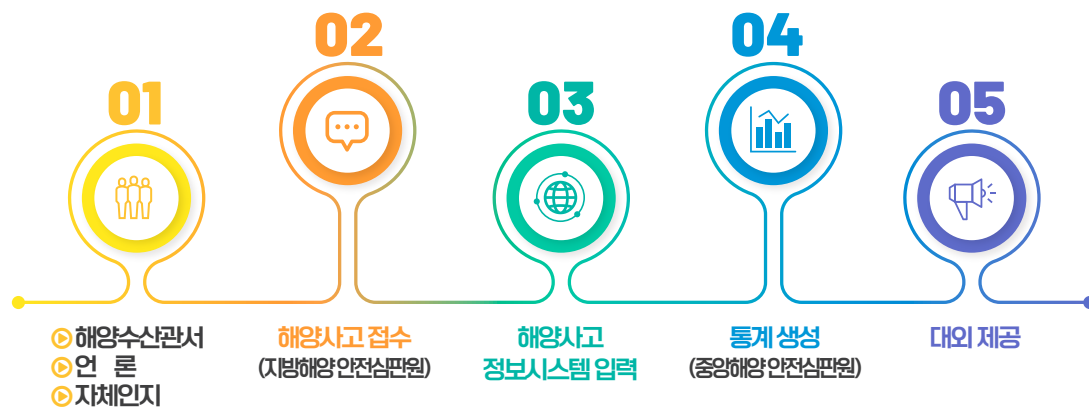 01
해양수산관서
언 론
자체인지
02
해양사고 접수
(지방해양 안전심판원)
03
해양사고
정보시스템 입력
04
통계 생성
(중앙해양 안전심판원)
05
대외 제공